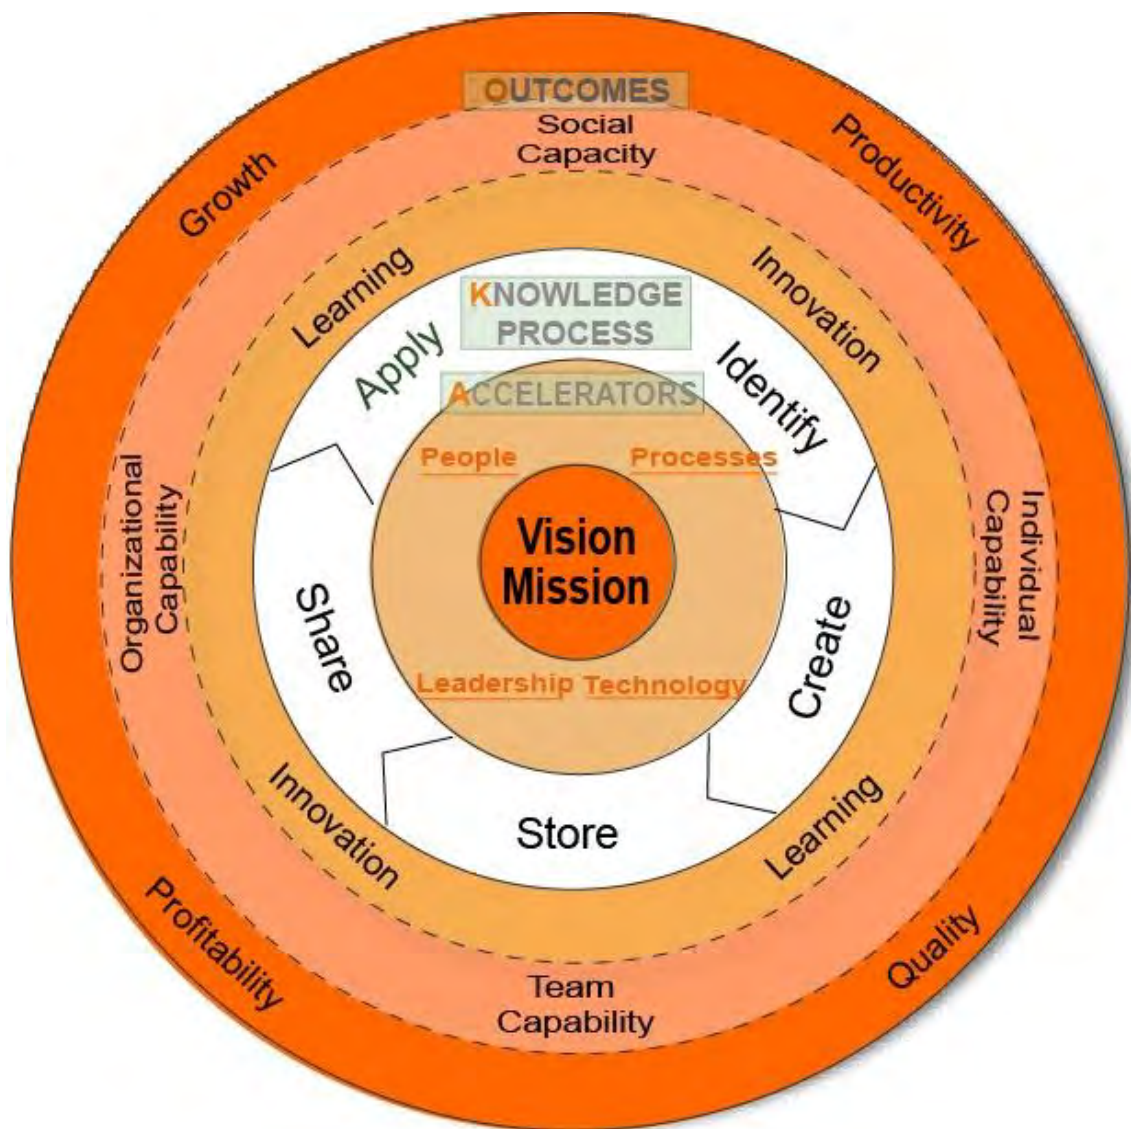 OUTCOMES
Social
Capacity
Growth
Productivity
Learning
Innovation
KNOWLEDGE
PROCESS
Apply
Identify
ACCELERATORS
People
Processes
Organizational
Capability
Individual
Capability
Vision
Mission
Share
Create
Leadership
Technology
Store
Innovation
Learning
Profitability
Quality
Team
Capability